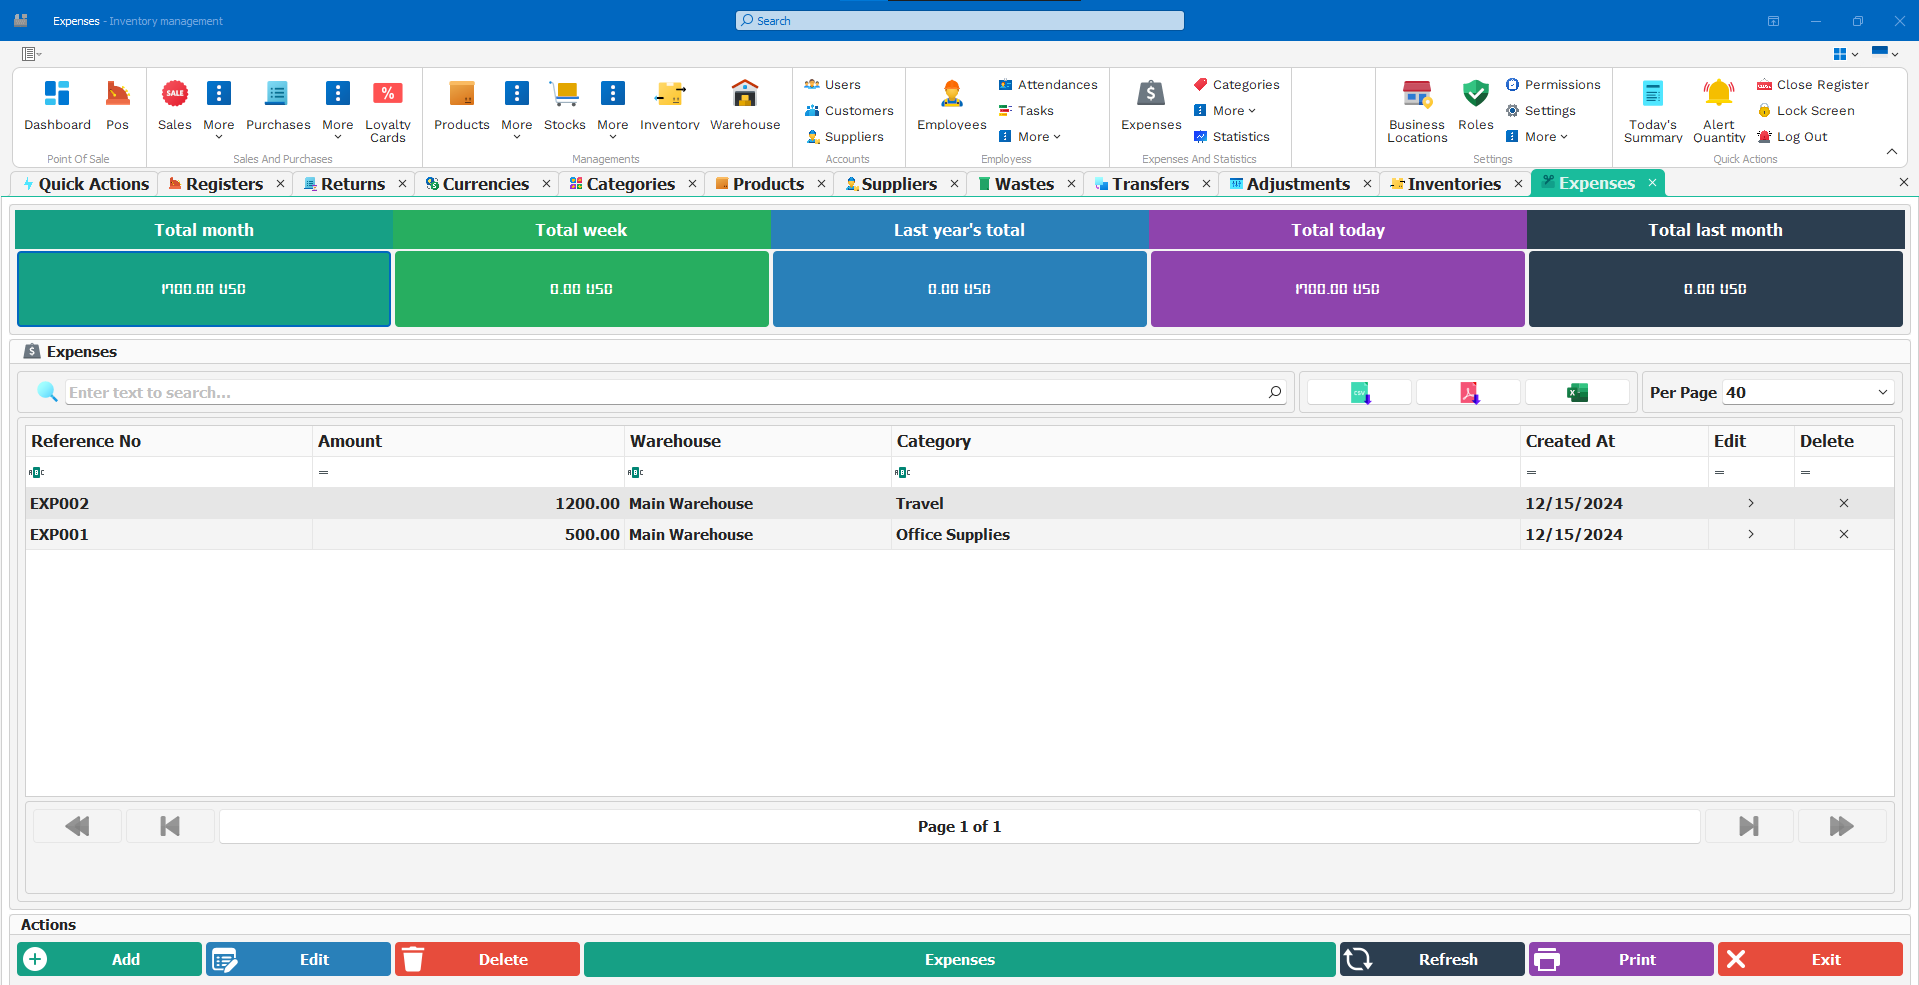 Expenses - Inventory management
Search
Dashboard
Pos
Point Of Sale
Sales
More
Purchases
More
Loyalty Cards
Sales And Purchases
Products
More
Stocks
More
Inventory
Warehouse
Managements
Users
Customers
Suppliers
Accounts
Employees
Attendances
Tasks
More
Employess
Expenses
Categories
More
Statistics
Expenses And Statistics
Business Locations
Roles
Permissions
Settings
More
Settings
Today's Summary
Alert Quantity
Close Register
Lock Screen
Log Out
Quick Actions
Quick Actions
Registers
Returns
Currencies
Categories
Products
Suppliers
Wastes
Transfers
Adjustments
Inventories
Expenses
Total month
Total week
Last year's total
Total today
Total last month
1700.00 USD
0.00 USD
0.00 USD
1700.00 USD
0.00 USD
Expenses
Enter text to search...
Per Page 40
Reference No Amount Warehouse Category Created At Edit Delete
EXP002 1200.00 Main Warehouse Travel 12/15/2024
EXP001 500.00 Main Warehouse Office Supplies 12/15/2024
Page 1 of 1
Actions
Add
Edit
Delete
Expenses
Refresh
Print
Exit